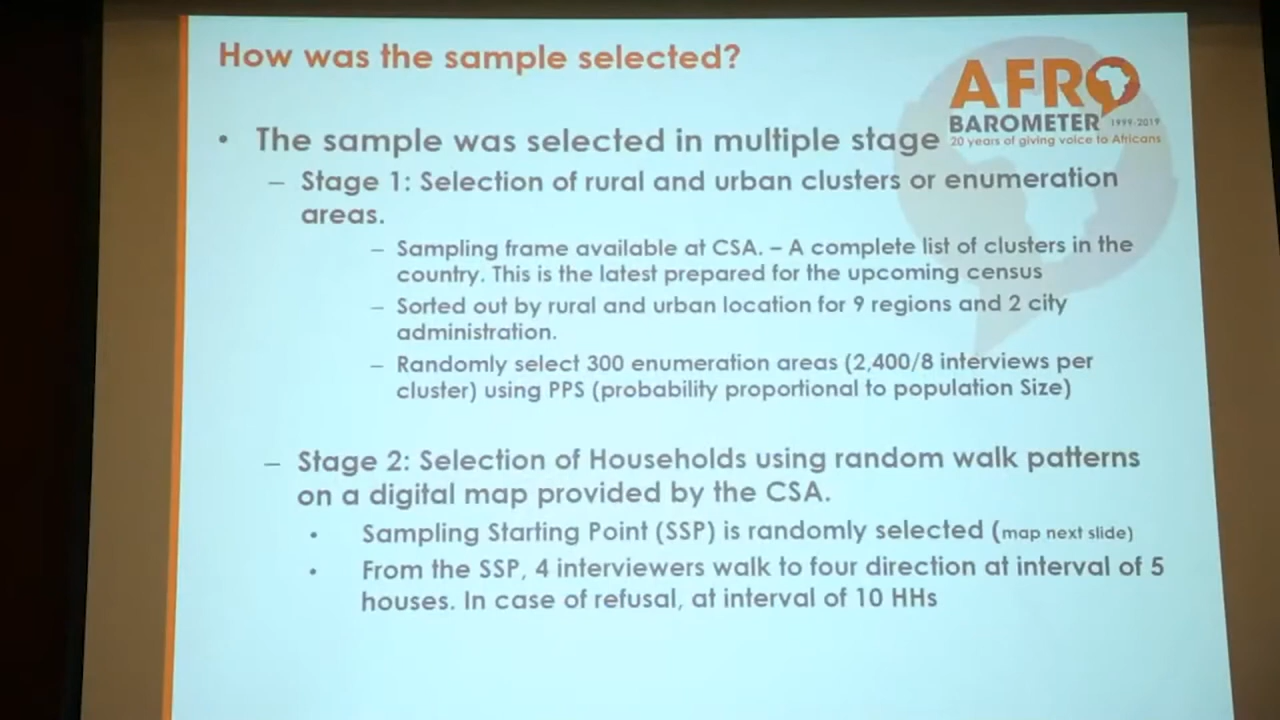 How was the sample selected?
AFRO
BAROMETER 1999-2019
20 years of giving voice to Africans
• The sample was selected in multiple stage
– Stage 1: Selection of rural and urban clusters or enumeration
areas.
– Sampling frame available at CSA. – A complete list of clusters in the
country. This is the latest prepared for the upcoming census
– Sorted out by rural and urban location for 9 regions and 2 city
administration.
– Randomly select 300 enumeration areas (2,400/8 interviews per
cluster) using PPS (probability proportional to population Size)
– Stage 2: Selection of Households using random walk patterns
on a digital map provided by the CSA.
• Sampling Starting Point (SSP) is randomly selected (map next slide)
• From the SSP, 4 interviewers walk to four direction at interval of 5
houses. In case of refusal, at interval of 10 HHs